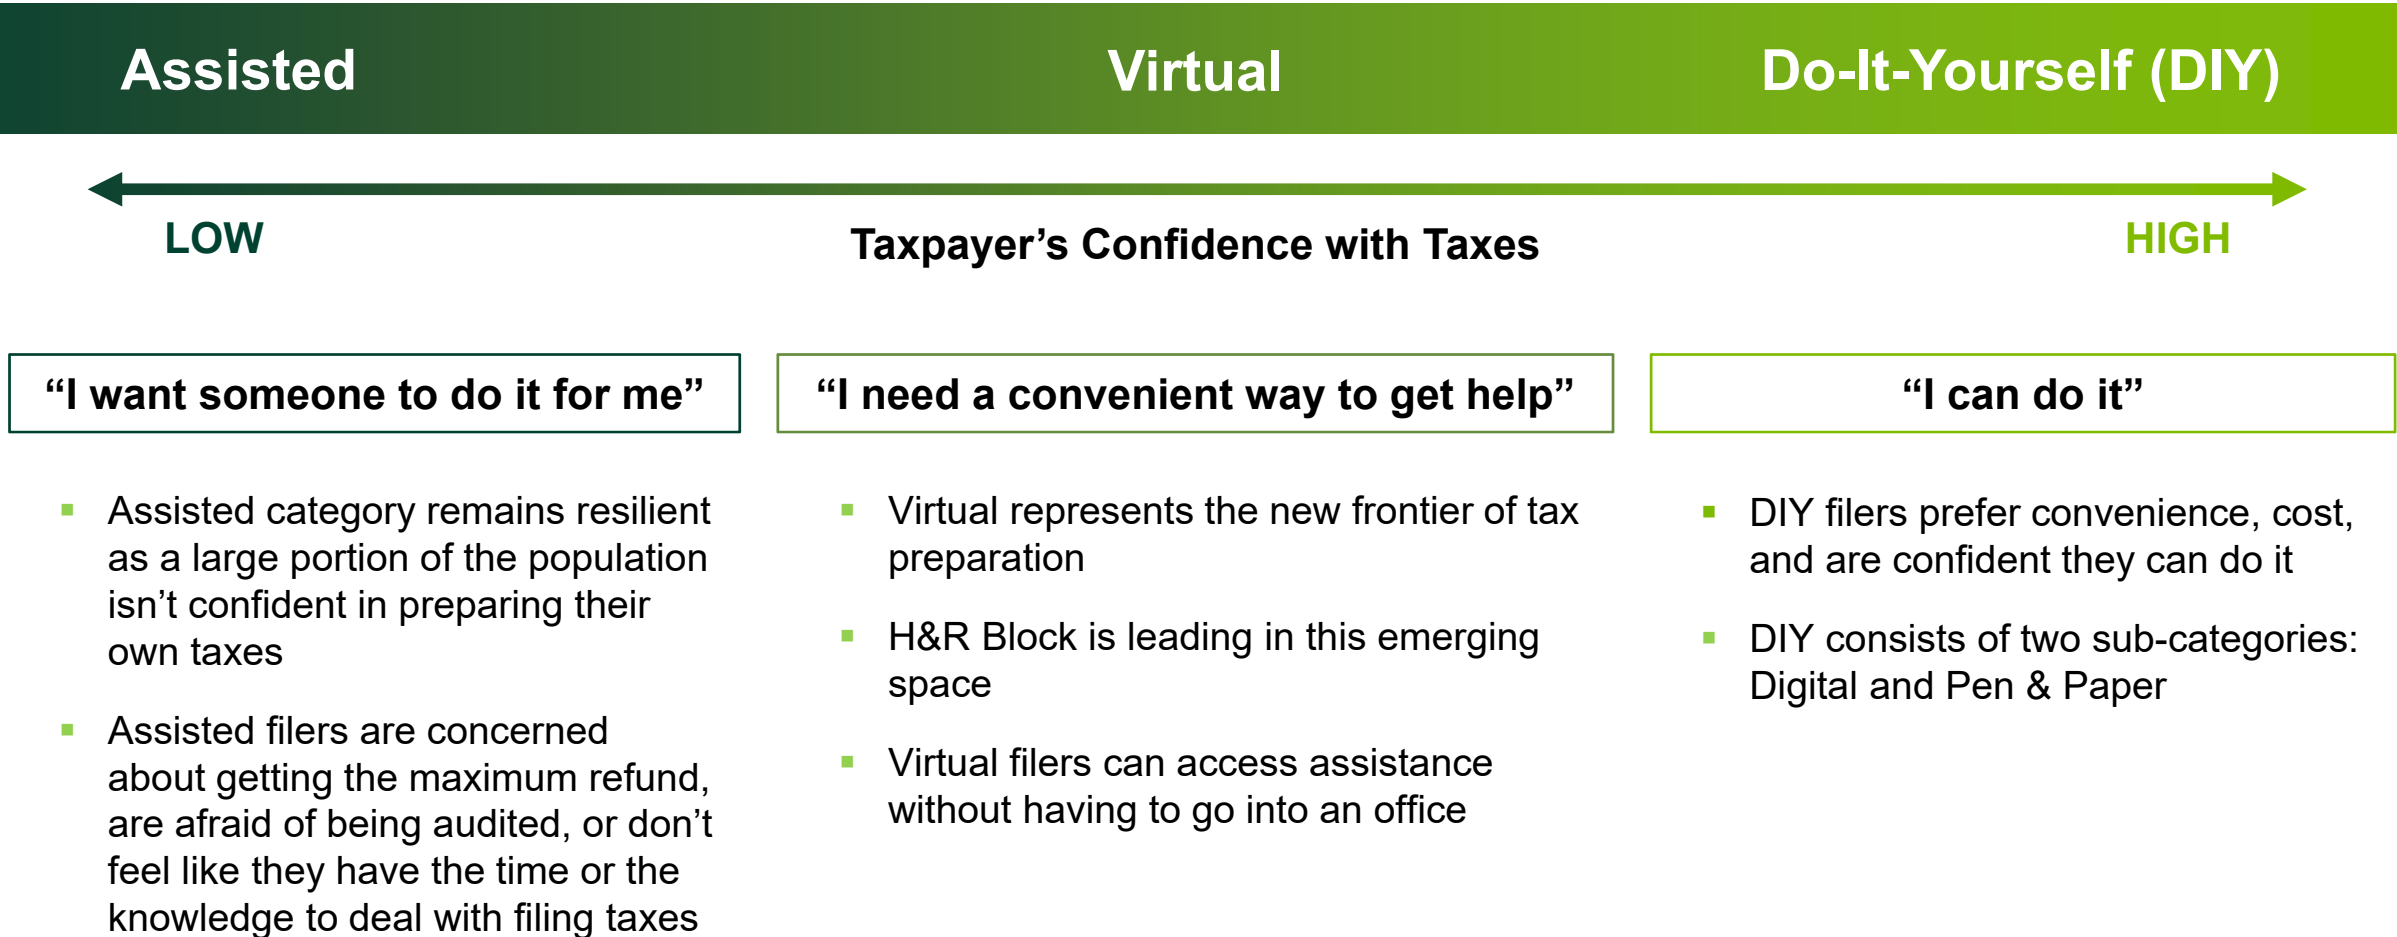 Assisted
Virtual
Do-It-Yourself (DIY)
LOW
Taxpayer’s Confidence with Taxes
HIGH
“I want someone to do it for me”
▪ Assisted category remains resilient
as a large portion of the population
isn’t confident in preparing their
own taxes
▪ Assisted filers are concerned
about getting the maximum refund,
are afraid of being audited, or don’t
feel like they have the time or the
knowledge to deal with filing taxes
“I need a convenient way to get help”
▪ Virtual represents the new frontier of tax
preparation
▪ H&R Block is leading in this emerging
space
▪ Virtual filers can access assistance
without having to go into an office
“I can do it”
▪ DIY filers prefer convenience, cost,
and are confident they can do it
▪ DIY consists of two sub-categories:
Digital and Pen & Paper